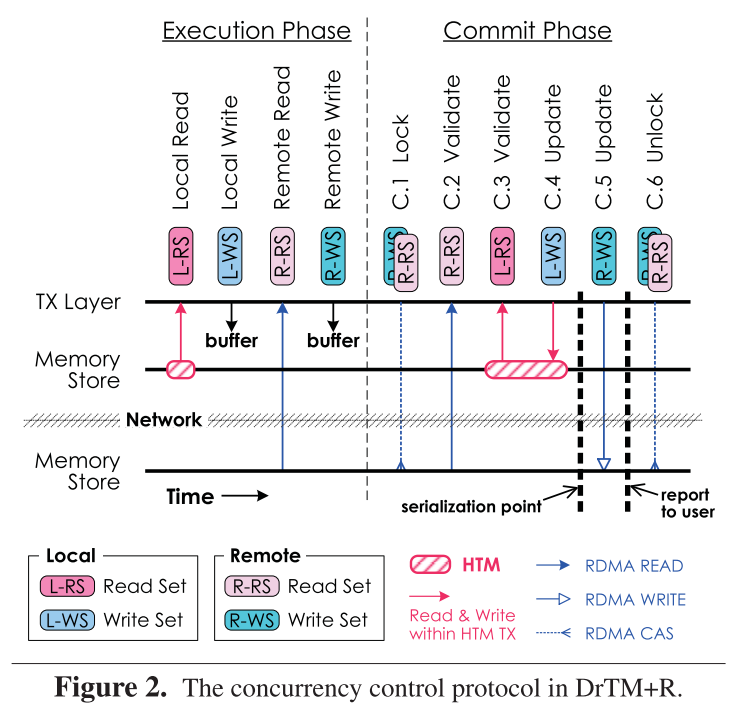 Execution Phase
Commit Phase
Local Read
Local Write
Remote Read
Remote Write
C.1 Lock
C.2 Validate
C.3 Validate
C.4 Update
C.5 Update
C.6 Unlock
L-RS
L-WS
R-RS
R-WS
R-WS
R-RS
R-RS
L-RS
L-WS
R-WS
R-WS
R-RS
TX Layer
buffer
buffer
Memory
Store
Network
Memory
Store
Time
serialization point
report
to user
Local
L-RS Read Set
L-WS Write Set
Remote
R-RS Read Set
R-WS Write Set
HTM
Read & Write
within HTM TX
RDMA READ
RDMA WRITE
RDMA CAS
Figure 2. The concurrency control protocol in DrTM+R.